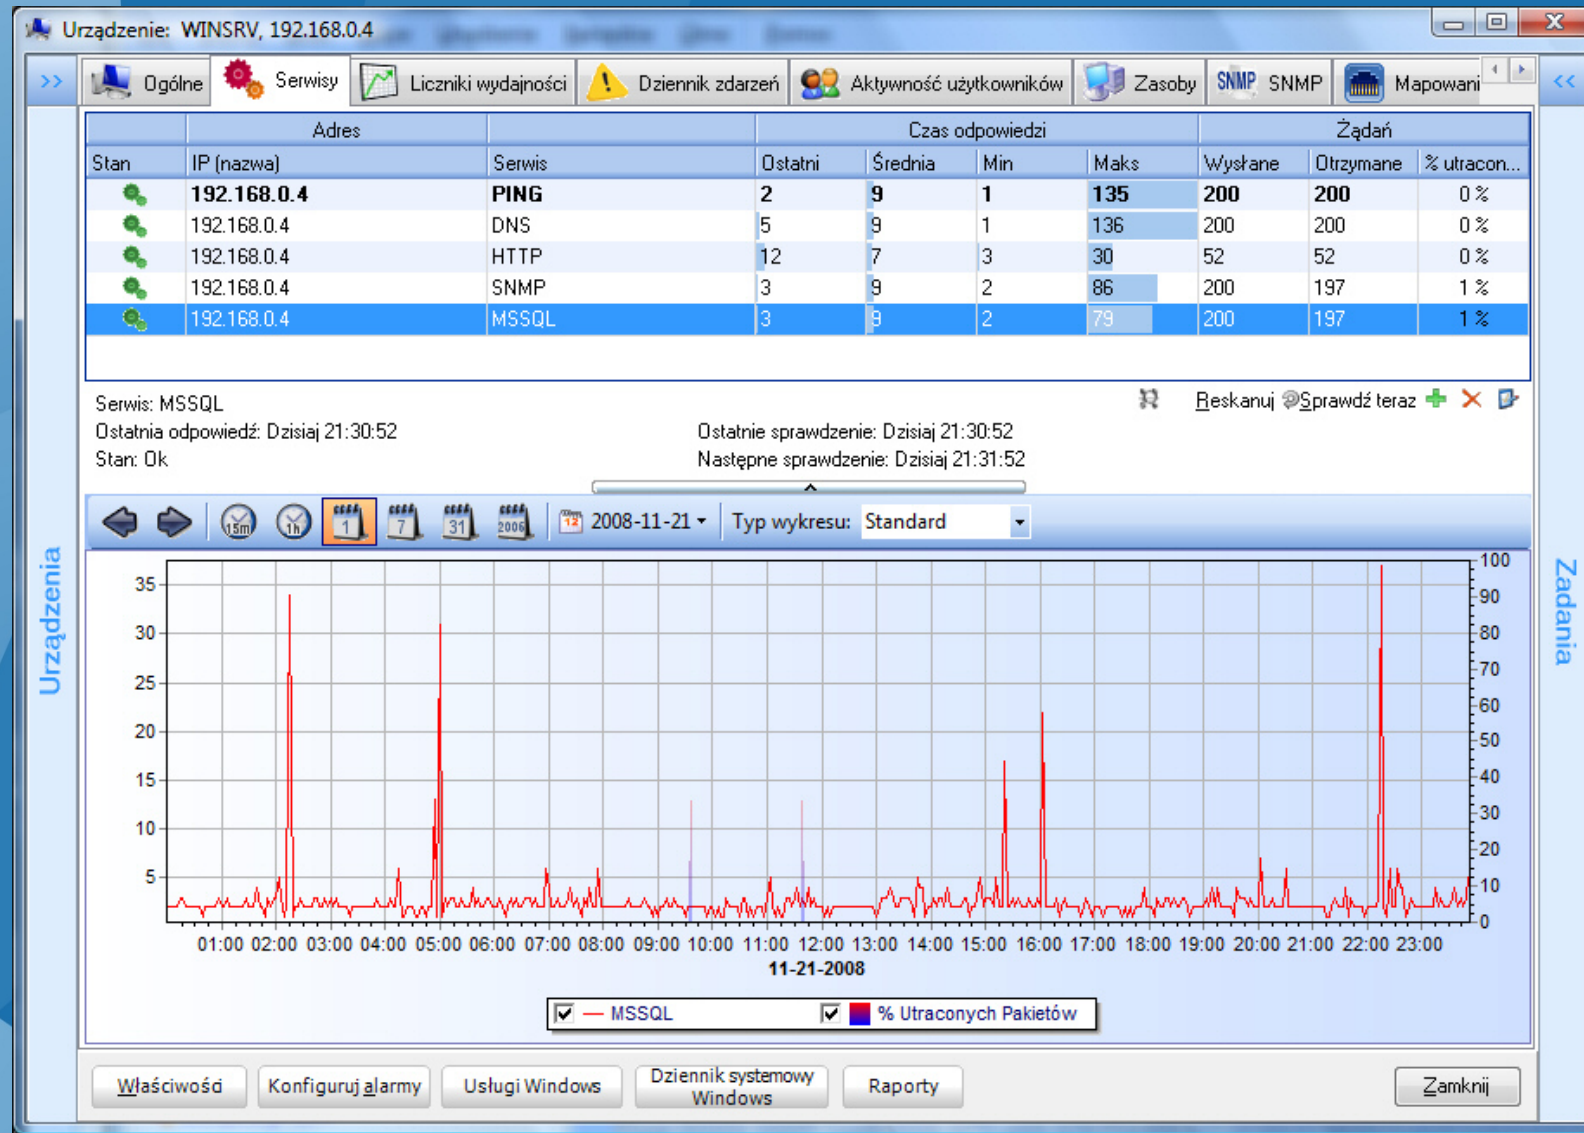 Urządzenie: WINSRV, 192.168.0.4
>> Ogólne Serwisy Liczniki wydajności Dziennik zdarzeń Aktywność użytkowników Zasoby SNMP SNMP Mapowani <<
Adres Czas odpowiedzi Żądań
Stan IP (nazwa) Serwis Ostatni Średnia Min Maks Wysłane Otrzymane % utracon...
192.168.0.4 PING 2 9 1 135 200 200 0 %
192.168.0.4 DNS 5 9 1 136 200 200 0 %
192.168.0.4 HTTP 12 7 3 30 52 52 0 %
192.168.0.4 SNMP 3 9 2 86 200 197 1 %
192.168.0.4 MSSQL 3 9 2 79 200 197 1 %
Serwis: MSSQL Reskanuj Sprawdź teraz
Ostatnia odpowiedź: Dzisiaj 21:30:52 Ostatnie sprawdzenie: Dzisiaj 21:30:52
Stan: Ok Następne sprawdzenie: Dzisiaj 21:31:52
15m 1h 1 7 31 2006 12 2008-11-21 Typ wykresu: Standard
Urządzenia
Zadania
35
30
25
20
15
10
5
100
90
80
70
60
50
40
30
20
10
0
01:00 02:00 03:00 04:00 05:00 06:00 07:00 08:00 09:00 10:00 11:00 12:00 13:00 14:00 15:00 16:00 17:00 18:00 19:00 20:00 21:00 22:00 23:00
11-21-2008
MSSQL % Utraconych Pakietów
Właściwości Konfiguruj alarmy Usługi Windows Dziennik systemowy Windows Raporty Zamknij